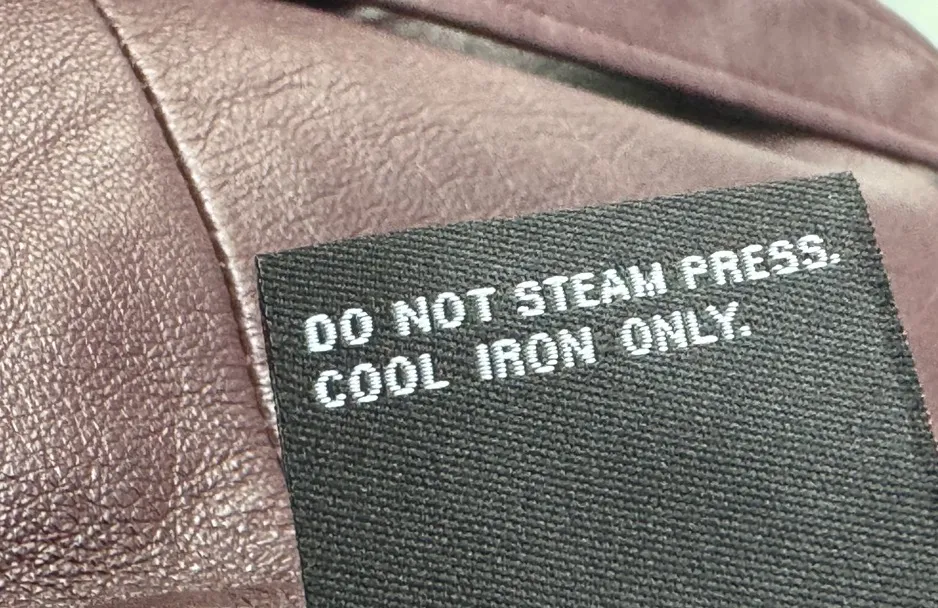 DO NOT STEAM PRESS.
COOL IRON ONLY.